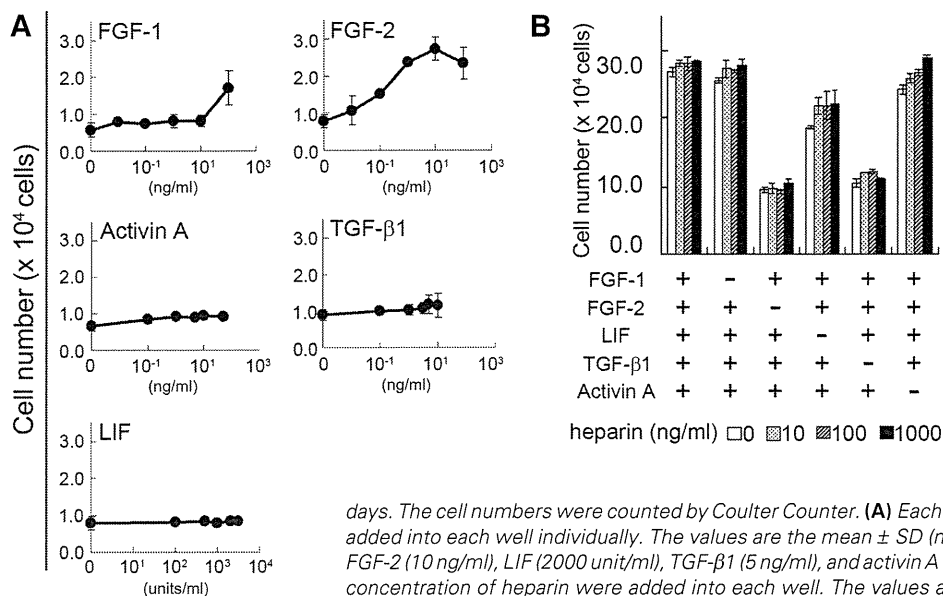 A
FGF-1
3.0
2.0
1.0
0.0
0 10⁻¹ 10¹ 10³
(ng/ml)
FGF-2
3.0
2.0
1.0
0.0
0 10⁻¹ 10¹ 10³
(ng/ml)
Activin A
3.0
2.0
1.0
0.0
0 10⁻¹ 10¹ 10³
(ng/ml)
TGF-β1
3.0
2.0
1.0
0.0
0 10⁻¹ 10¹ 10³
(ng/ml)
LIF
3.0
2.0
1.0
0.0
0 10² 10³ 10⁴
(units/ml)
Cell number (x 10⁴ cells)
B
Cell number (x 10⁴ cells)
30.0
20.0
10.0
0.0
FGF-1 + − + + + +
FGF-2 + + − + + +
LIF + + + − + +
TGF-β1 + + + + − +
Activin A + + + + + −
heparin (ng/ml) 0 10 100 1000
days. The cell numbers were counted by Coulter Counter. (A) Each
added into each well individually. The values are the mean ± SD (n
FGF-2 (10 ng/ml), LIF (2000 unit/ml), TGF-β1 (5 ng/ml), and activin A
concentration of heparin were added into each well. The values a